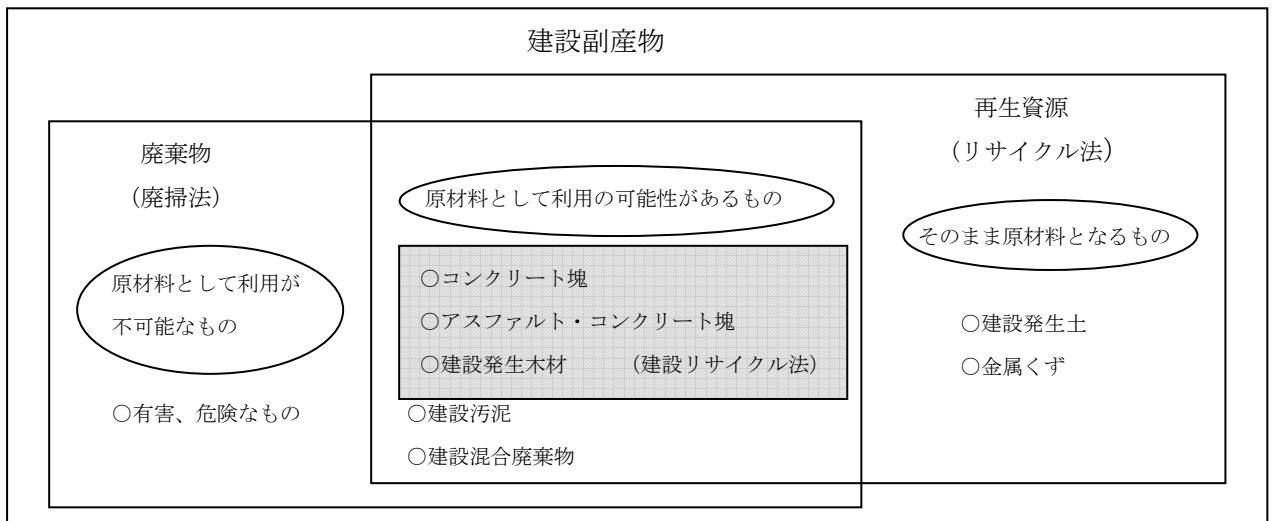 建設副産物
再生資源
(リサイクル法)
廃棄物
(廃掃法)
原材料として利用の可能性があるもの
そのまま原材料となるもの
原材料として利用が
不可能なもの
○コンクリート塊
○アスファルト・コンクリート塊
○建設発生木材 (建設リサイクル法)
○建設発生土
○金属くず
○有害、危険なもの
○建設汚泥
○建設混合廃棄物